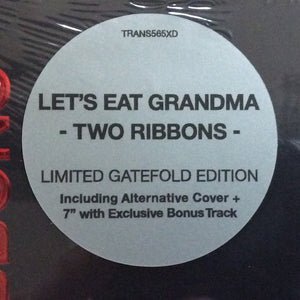 TRANS565XD
LET'S EAT GRANDMA
- TWO RIBBONS -
LIMITED GATEFOLD EDITION
Including Alternative Cover +
7" with Exclusive Bonus Track